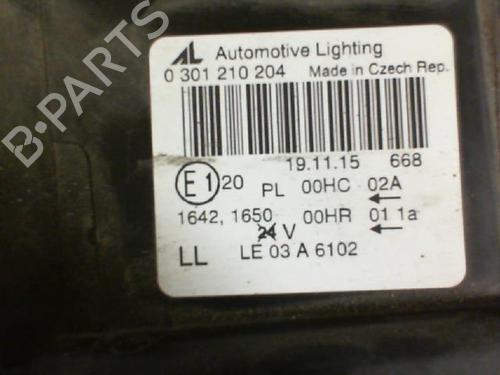 B-PARTS
AL Automotive Lighting
0 301 210 204 Made in Czech Rep.
19.11.15 668
E1 20 PL 00HC 02A
1642, 1650 00HR 01 1a
24 V
LL LE 03 A 6102